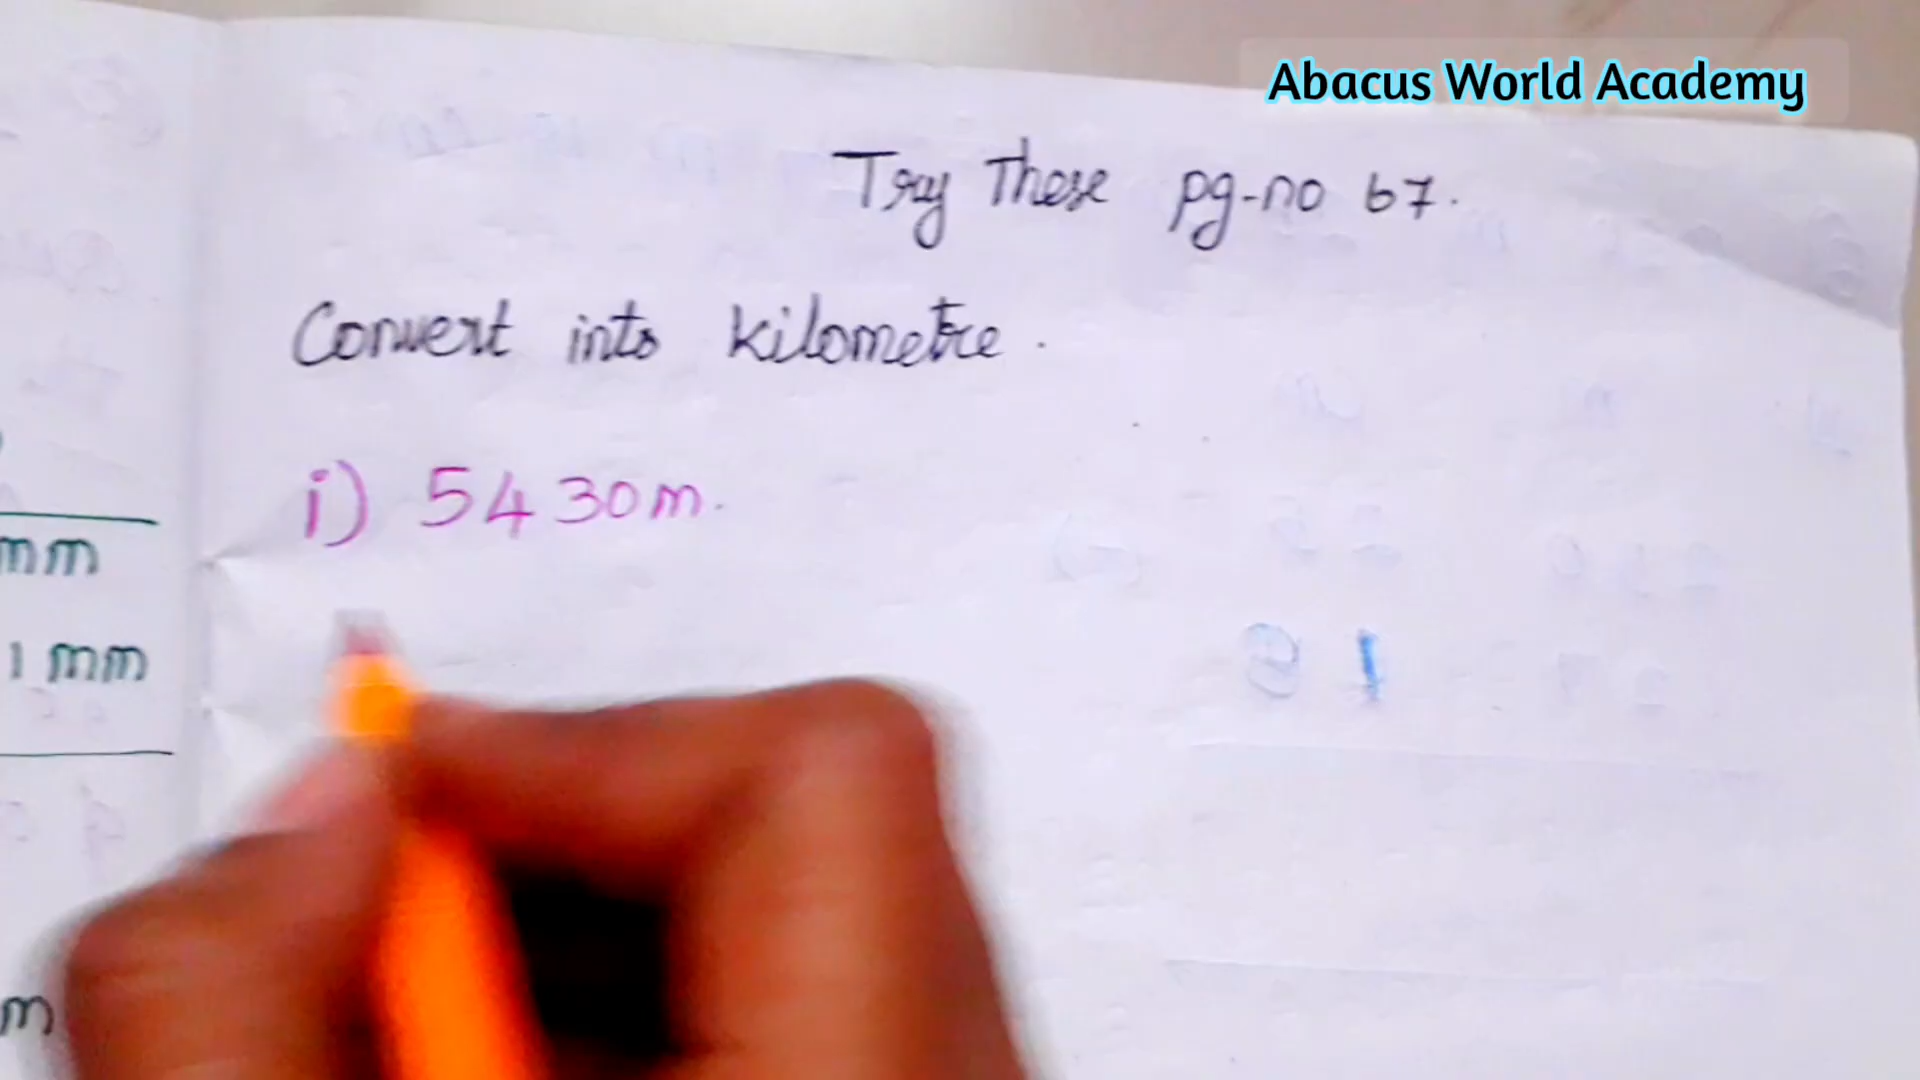 Abacus World Academy
Try These pg-no 67.
Convert into kilometre.
i) 5430m.
mm
1 mm
m